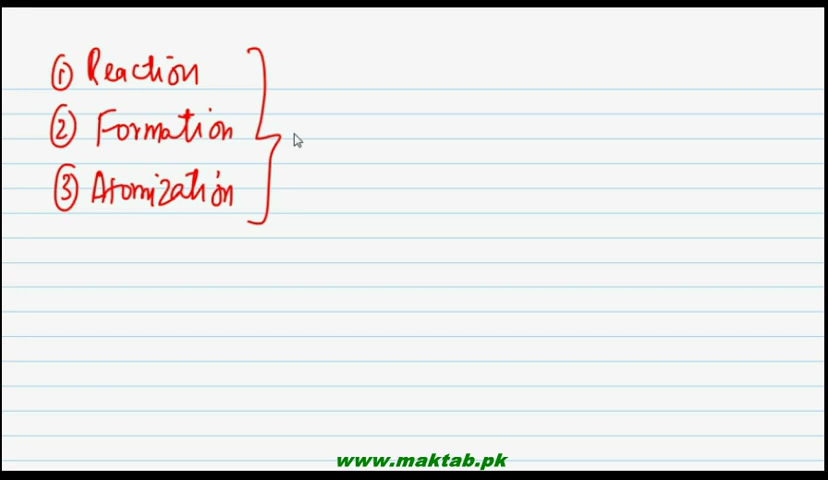 ① Reaction
② Formation
③ Atomization
www.maktab.pk